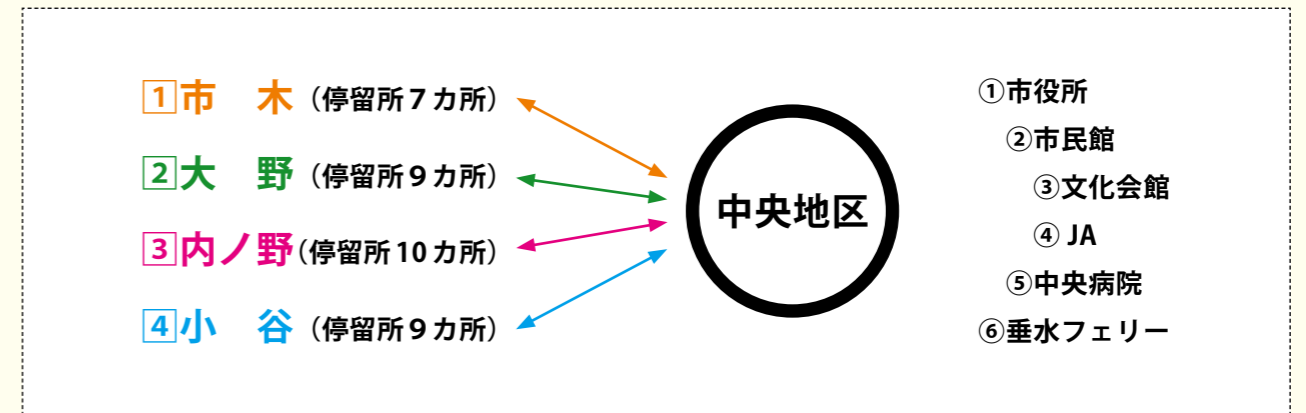 1市　木（停留所７カ所）
2大　野（停留所９カ所）
3内ノ野（停留所10カ所）
4小　谷（停留所９カ所）
中央地区
①市役所
②市民館
③文化会館
④ JA
⑤中央病院
⑥垂水フェリー